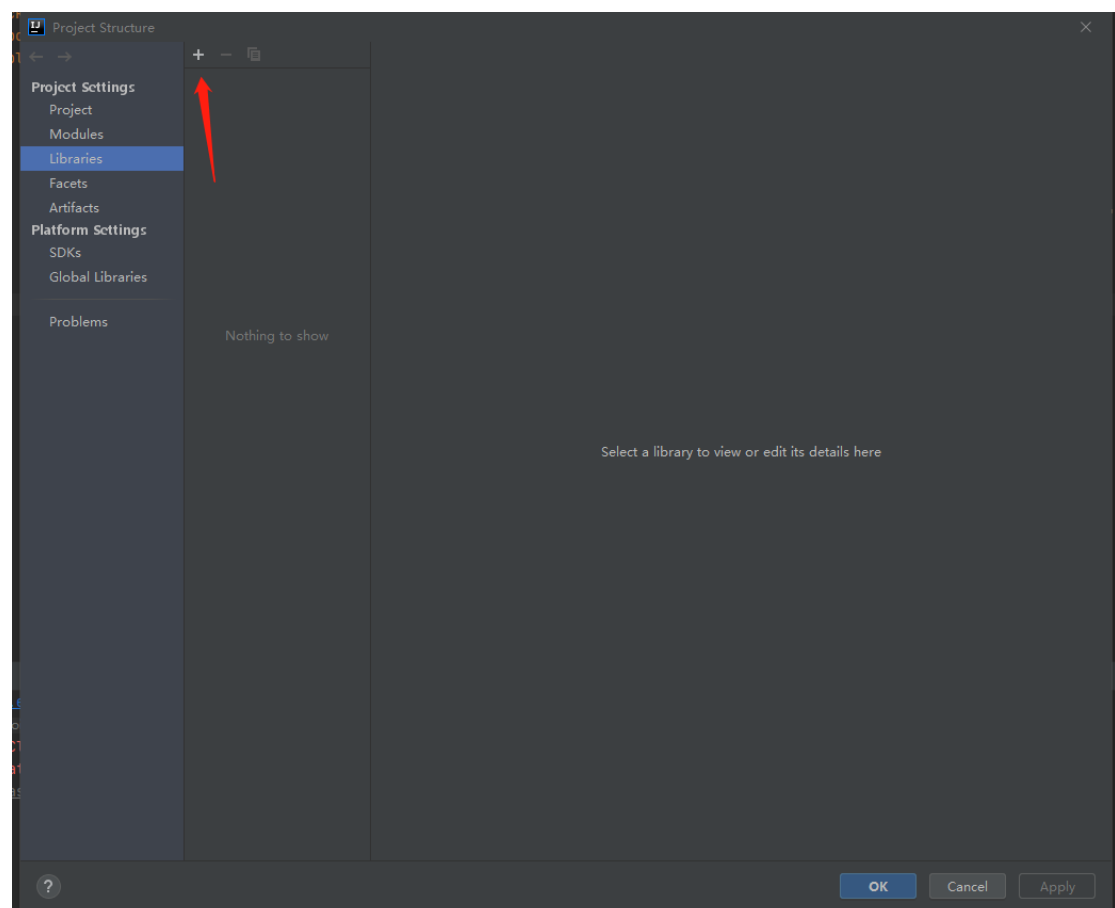 Project Structure
Project Settings
Project
Modules
Libraries
Facets
Artifacts
Platform Settings
SDKs
Global Libraries
Problems
Nothing to show
Select a library to view or edit its details here
?
OK
Cancel
Apply